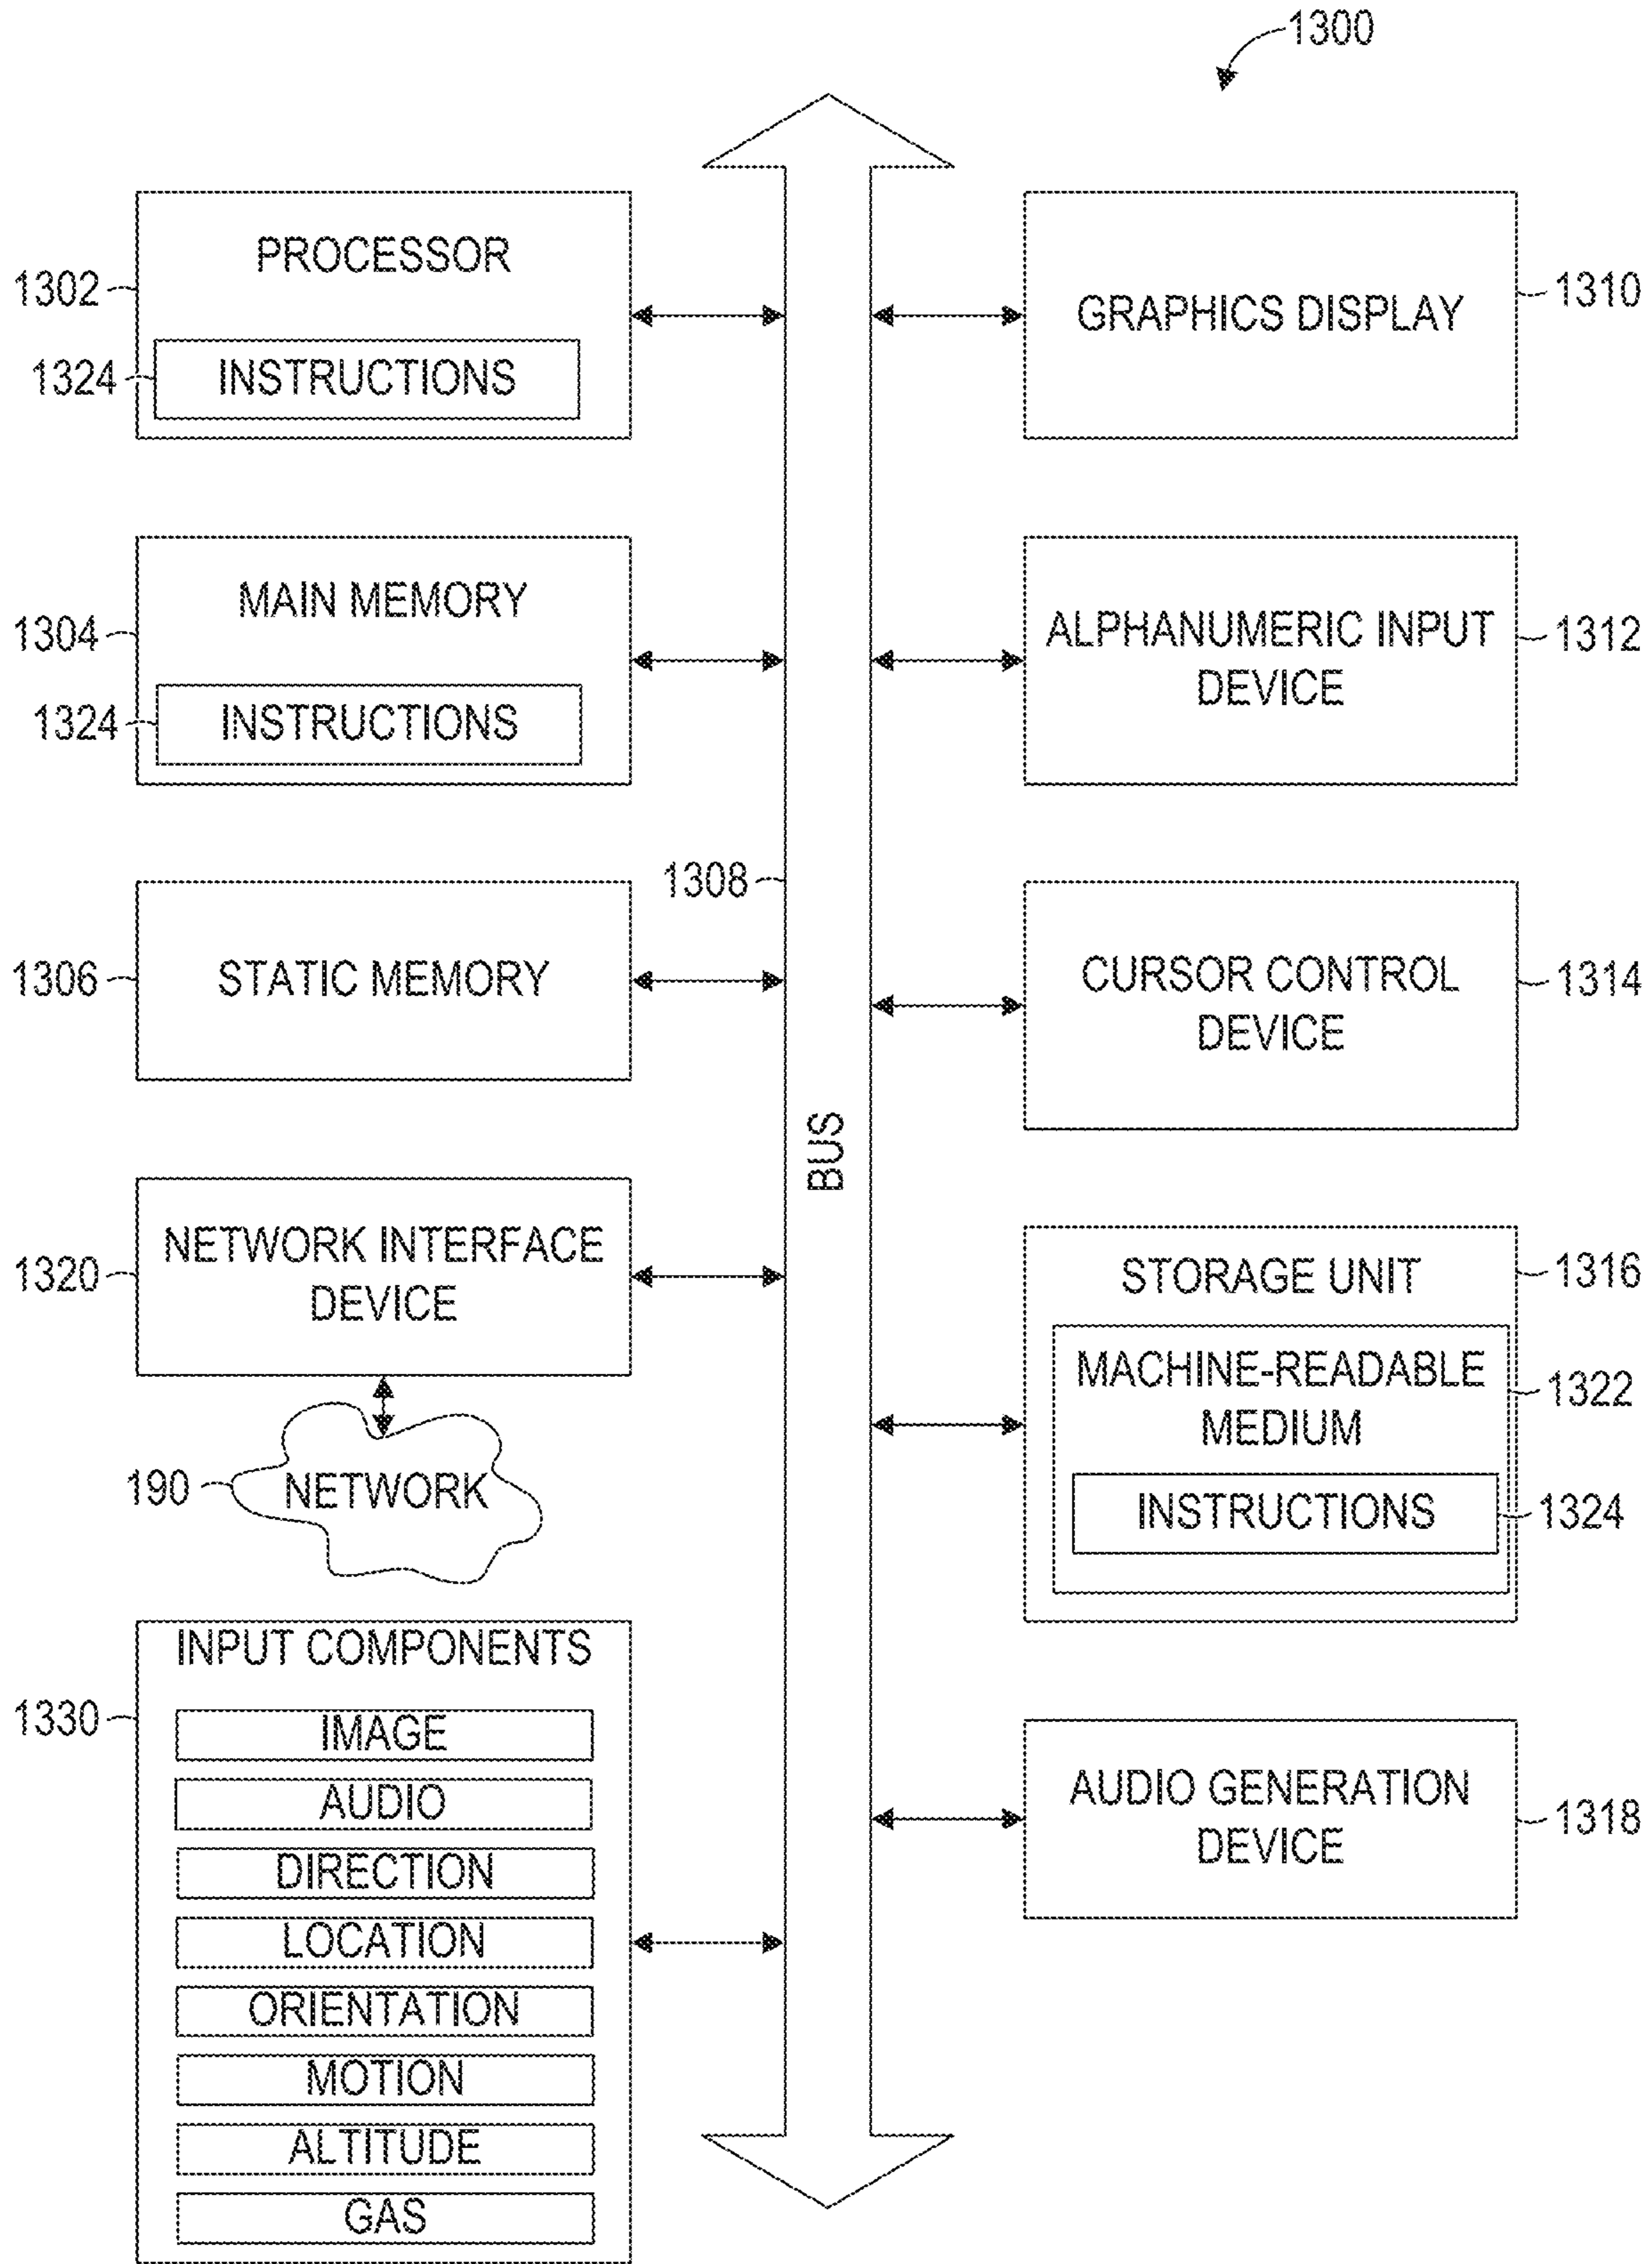 1300
PROCESSOR
1302
1324
INSTRUCTIONS
GRAPHICS DISPLAY
1310
MAIN MEMORY
1304
1324
INSTRUCTIONS
ALPHANUMERIC INPUT
DEVICE
1312
1308
STATIC MEMORY
1306
CURSOR CONTROL
DEVICE
1314
BUS
NETWORK INTERFACE
DEVICE
1320
190
NETWORK
STORAGE UNIT
1316
MACHINE-READABLE
MEDIUM
1322
INSTRUCTIONS
1324
INPUT COMPONENTS
1330
IMAGE
AUDIO
DIRECTION
LOCATION
ORIENTATION
MOTION
ALTITUDE
GAS
AUDIO GENERATION
DEVICE
1318